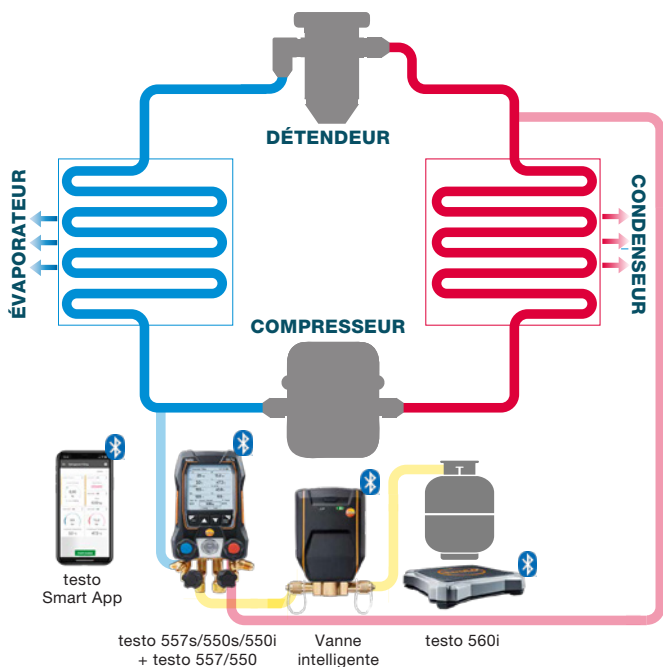 DÉTENDEUR
ÉVAPORATEUR
CONDENSEUR
COMPRESSEUR
T
testo
Smart App
testo 557s/550s/550i
+ testo 557/550
Vanne
intelligente
testo 560i